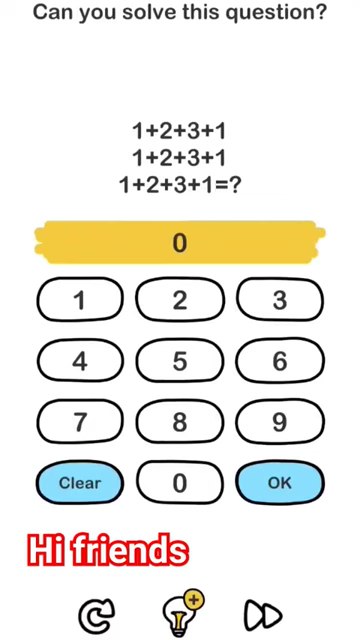 Can you solve this question?
1+2+3+1
1+2+3+1
1+2+3+1=?
0
1 2 3
4 5 6
7 8 9
Clear 0 OK
Hi friends